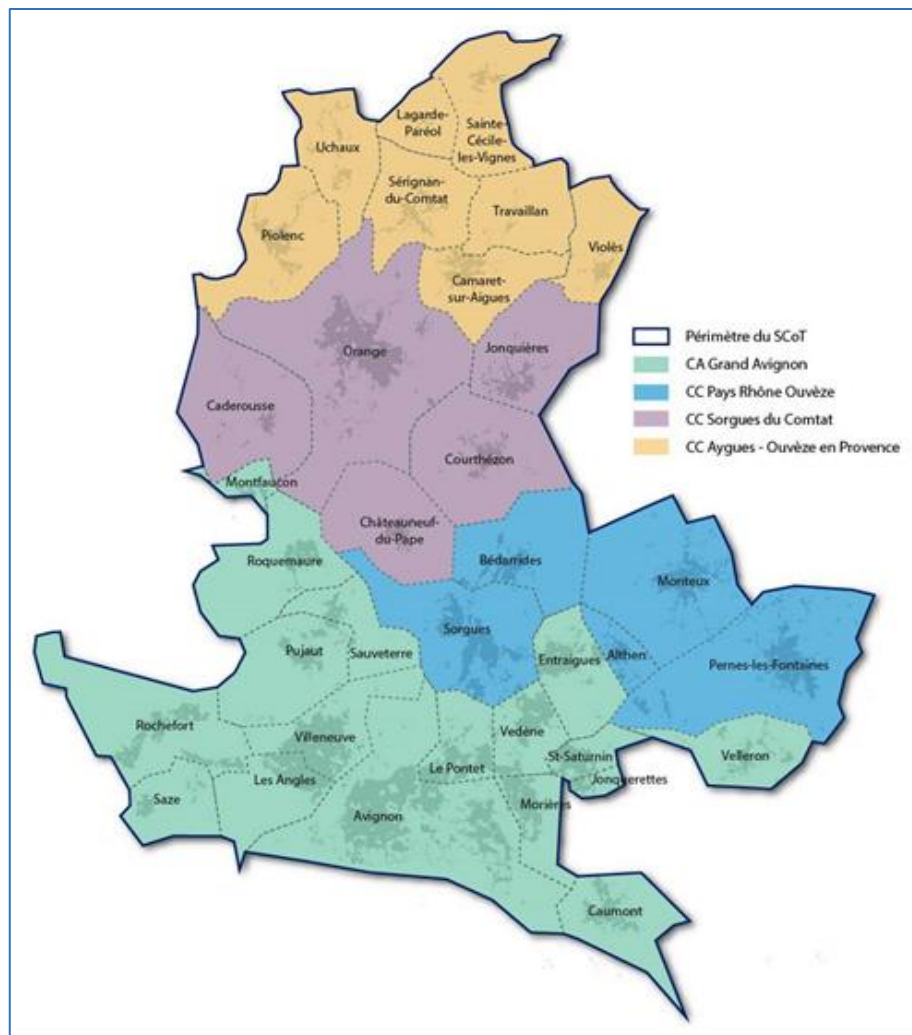 Lagarde-
Paréol
Sainte-
Cécile-
les-Vignes
Uchaux
Sérignan-
du-Comtat
Travaillan
Piolenc
Violès
Camaret-
sur-Aigues
Orange
Jonquières
Caderousse
Courthézon
Montfaucon
Châteauneuf-
du-Pape
Roquemaure
Bédarrides
Monteux
Sorgues
Pujaut
Sauveterre
Entraigues
Althen
Pernes-les-Fontaines
Rochefort
Villeneuve
Vedène
Velleron
Les Angles
Le Pontet
St-Saturnin
Jonquerettes
Saze
Avignon
Morières
Caumont
Périmètre du SCoT
CA Grand Avignon
CC Pays Rhône Ouvèze
CC Sorgues du Comtat
CC Aygues - Ouvèze en Provence